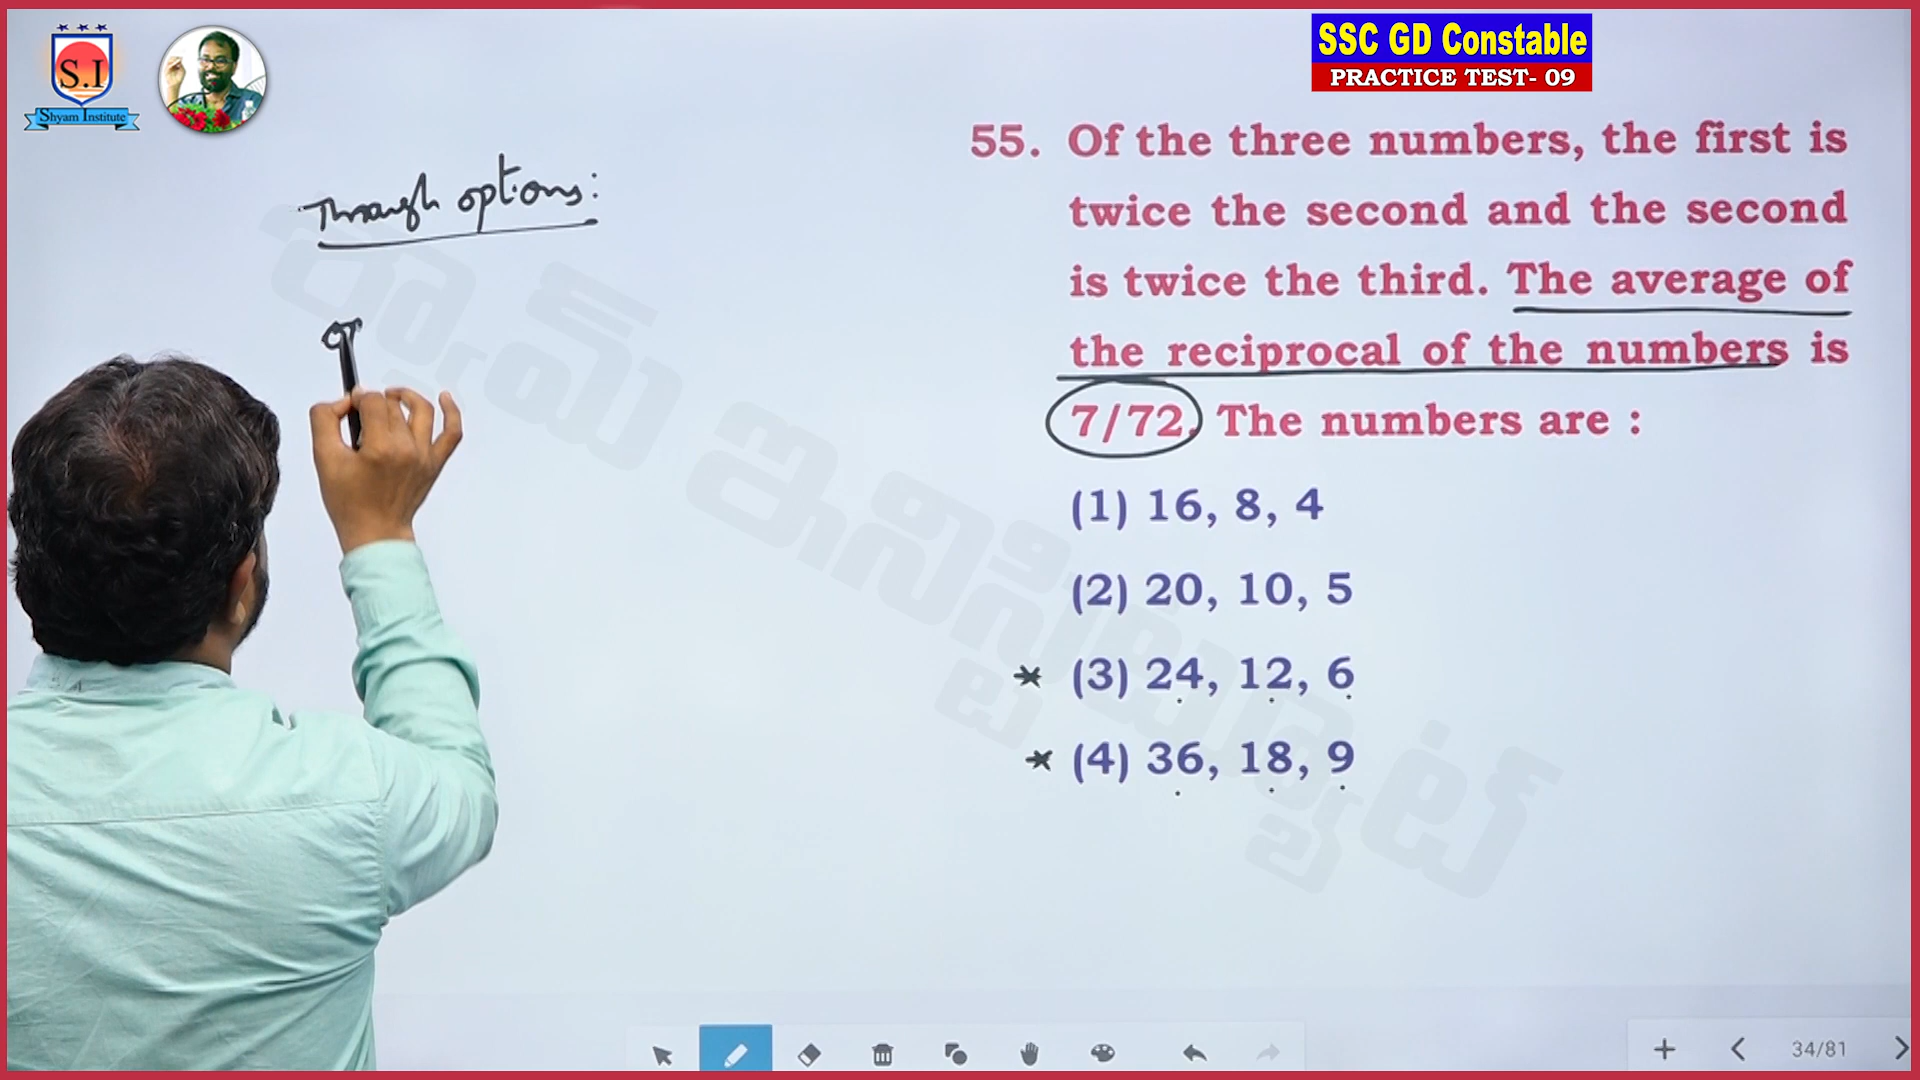 S.I
Shyam Institute
SSC GD Constable
PRACTICE TEST- 09
Through options:
55. Of the three numbers, the first is
twice the second and the second
is twice the third. The average of
the reciprocal of the numbers is
7/72. The numbers are :
(1) 16, 8, 4
(2) 20, 10, 5
(3) 24, 12, 6
(4) 36, 18, 9
34/81